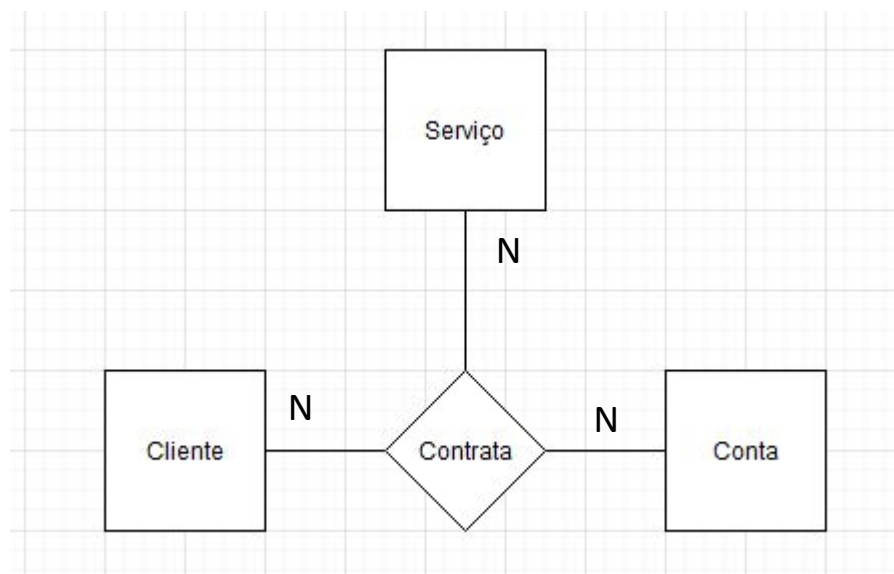 Serviço
N
N
N
Cliente
Contrata
Conta